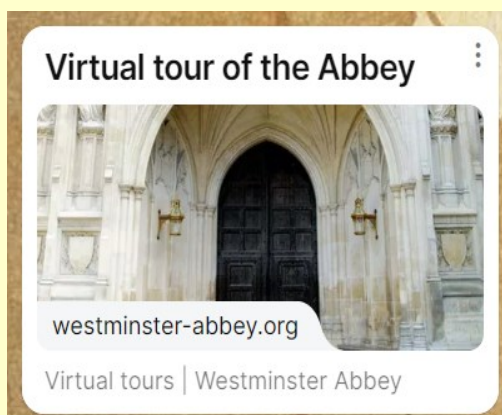 Virtual tour of the Abbey
westminster-abbey.org
Virtual tours | Westminster Abbey